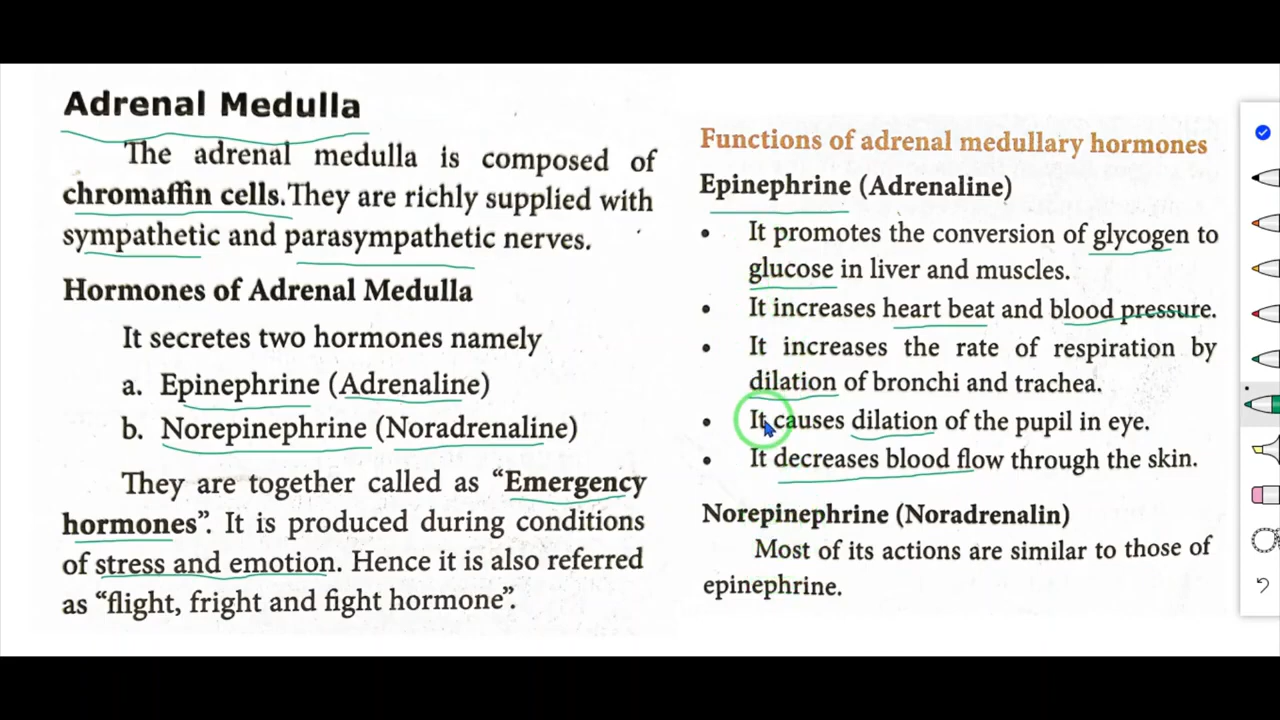 Adrenal Medulla
The adrenal medulla is composed of
chromaffin cells.They are richly supplied with
sympathetic and parasympathetic nerves.
Hormones of Adrenal Medulla
It secretes two hormones namely
a. Epinephrine (Adrenaline)
b. Norepinephrine (Noradrenaline)
They are together called as “Emergency
hormones”. It is produced during conditions
of stress and emotion. Hence it is also referred
as “flight, fright and fight hormone”.
Functions of adrenal medullary hormones
Epinephrine (Adrenaline)
• It promotes the conversion of glycogen to
glucose in liver and muscles.
• It increases heart beat and blood pressure.
• It increases the rate of respiration by
dilation of bronchi and trachea.
• It causes dilation of the pupil in eye.
• It decreases blood flow through the skin.
Norepinephrine (Noradrenalin)
Most of its actions are similar to those of
epinephrine.